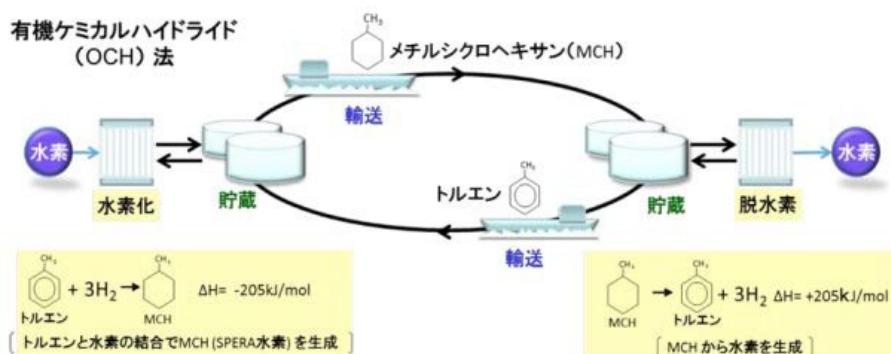 有機ケミカルハイドライド
（OCH）法
CH₃
メチルシクロヘキサン（MCH）
輸送
水素
水素化
貯蔵
トルエン
CH₃
輸送
貯蔵
脱水素
水素
CH₃
CH₃
+ 3H₂ → ΔH= -205kJ/mol
トルエン
MCH
トルエンと水素の結合でMCH (SPERA水素) を生成
CH₃
CH₃
→ + 3H₂ ΔH= +205kJ/mol
MCH
トルエン
MCH から水素を生成